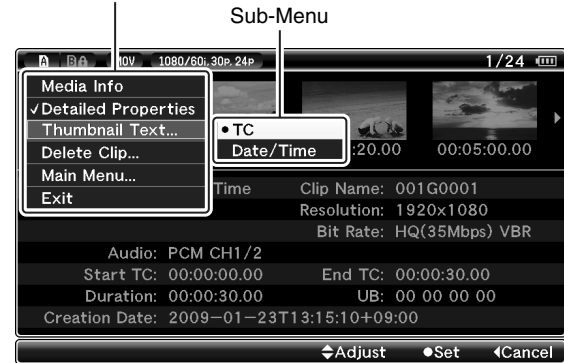 Sub-Menu
A BA MOV 1080/60i, 30P, 24P 1/24
Media Info
✓Detailed Properties
Thumbnail Text...
Delete Clip...
Main Menu...
Exit
●TC
Date/Time
:20.00 00:05:00.00
Time Clip Name: 001G0001
Resolution: 1920x1080
Bit Rate: HQ(35Mbps) VBR
Audio: PCM CH1/2
Start TC: 00:00:00.00 End TC: 00:00:30.00
Duration: 00:00:30.00 UB: 00 00 00 00
Creation Date: 2009-01-23T13:15:10+09:00
Adjust ●Set Cancel